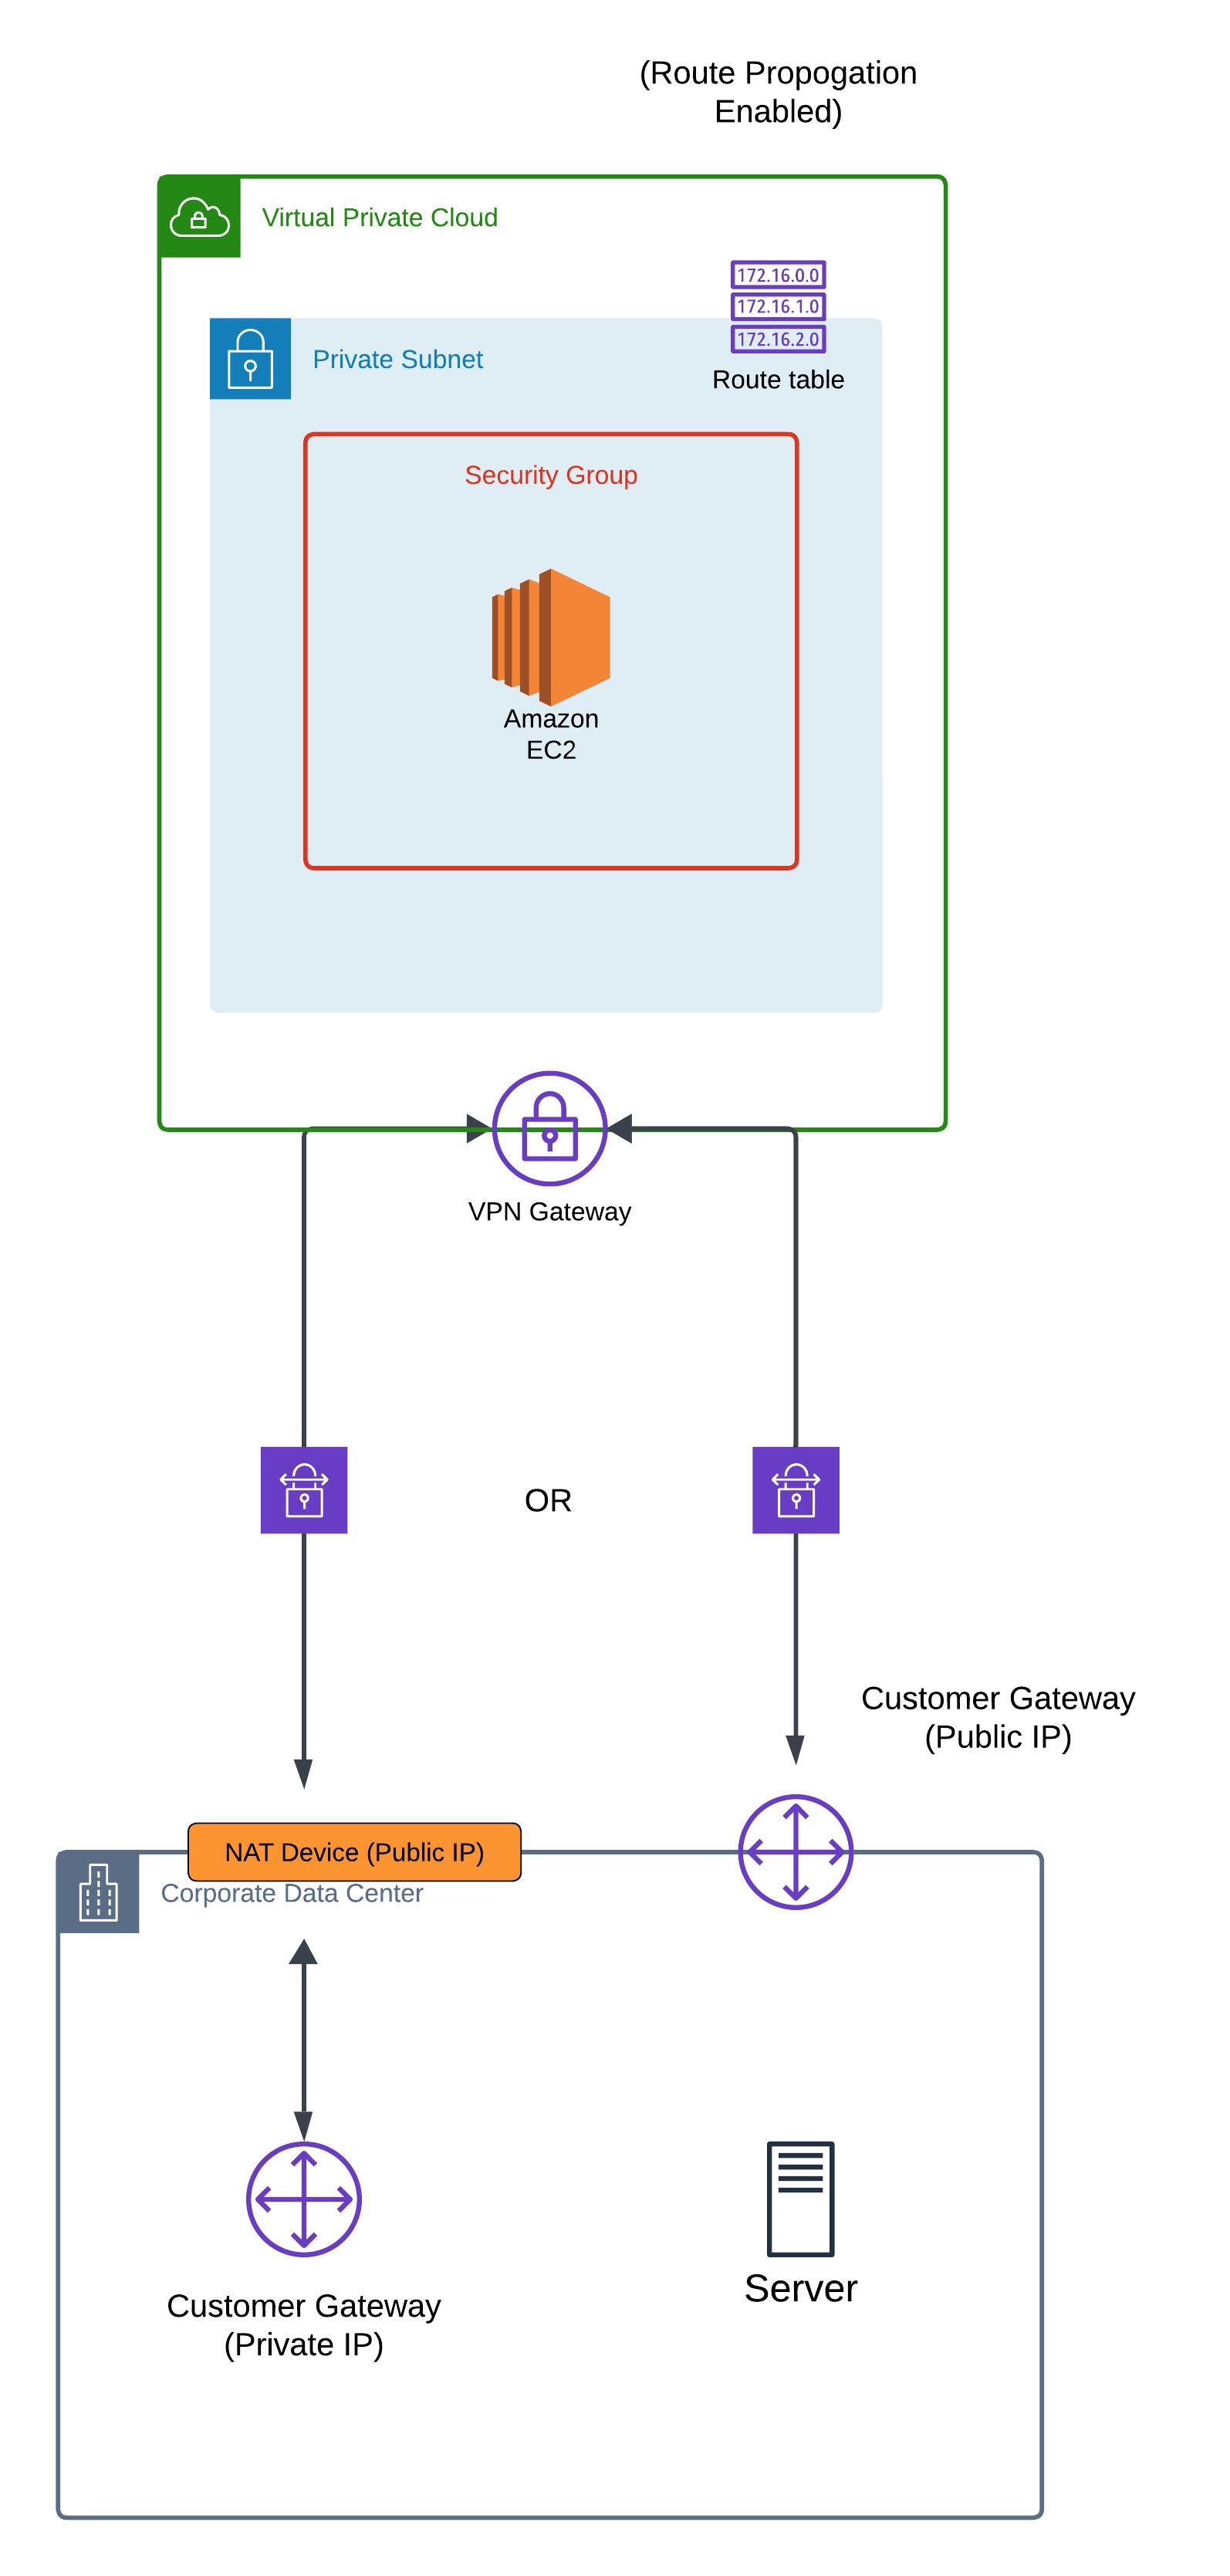 (Route Propogation
Enabled)
Virtual Private Cloud
172.16.0.0
172.16.1.0
172.16.2.0
Private Subnet
Route table
Security Group
Amazon
EC2
VPN Gateway
OR
Customer Gateway
(Public IP)
NAT Device (Public IP)
Corporate Data Center
Server
Customer Gateway
(Private IP)